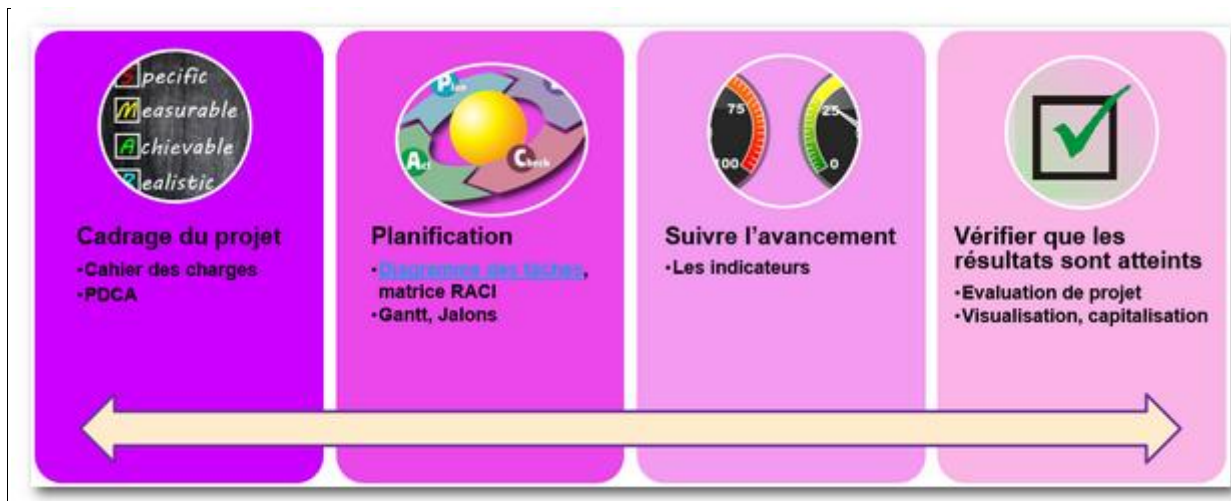 Specific
Measurable
Achievable
Realistic
Plan
Act
Check
75
100
25
0
Cadrage du projet
•Cahier des charges
•PDCA
Planification
•Diagramme des tâches,
matrice RACI
•Gantt, Jalons
Suivre l’avancement
•Les indicateurs
Vérifier que les
résultats sont atteints
•Evaluation de projet
•Visualisation, capitalisation